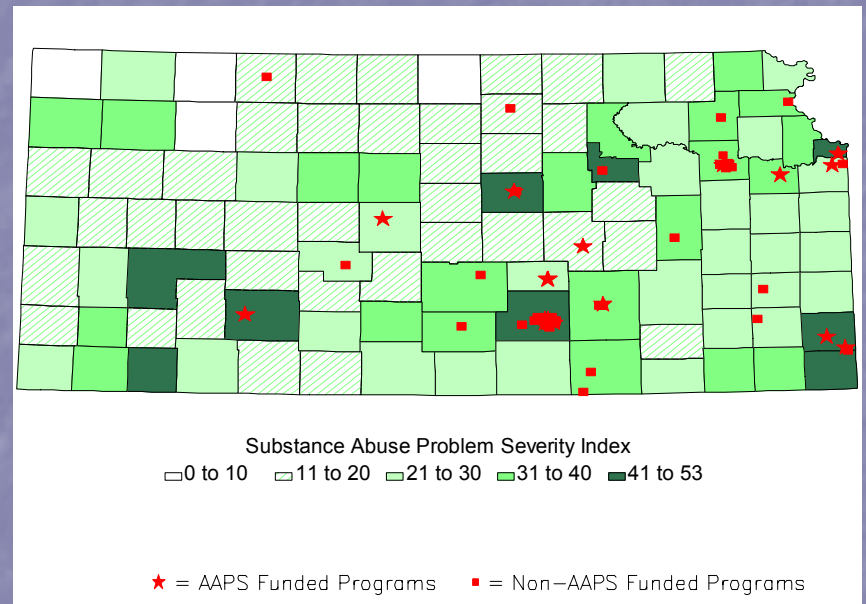 Substance Abuse Problem Severity Index
0 to 10 11 to 20 21 to 30 31 to 40 41 to 53
= AAPS Funded Programs = Non-AAPS Funded Programs